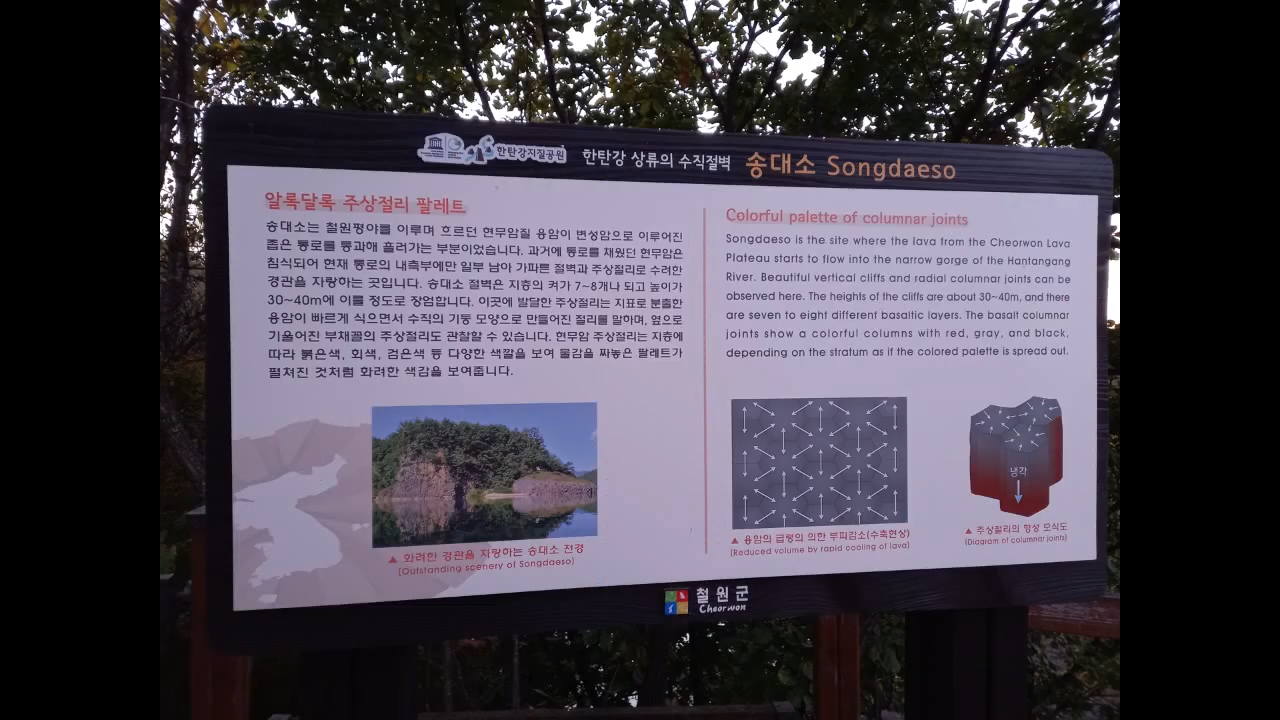 한탄강지질공원
한탄강 상류의 수직절벽 송대소 Songdaeso
알록달록 주상절리 팔레트
송대소는 철원평야를 이루며 흐르던 현무암질 용암이 변성암으로 이루어진
좁은 통로를 통과해 흘러가는 부분이었습니다. 과거에 통로를 채웠던 현무암은
침식되어 현재 통로의 내측부에만 일부 남아 가파른 절벽과 주상절리로 수려한
경관을 자랑하는 곳입니다. 송대소 절벽은 지층의 켜가 7~8개나 되고 높이가
30~40m에 이를 정도로 장엄합니다. 이곳에 발달한 주상절리는 지표로 분출한
용암이 빠르게 식으면서 수직의 기둥 모양으로 만들어진 절리를 말하며, 옆으로
기울어진 부채꼴의 주상절리도 관찰할 수 있습니다. 현무암 주상절리는 지층에
따라 붉은색, 회색, 검은색 등 다양한 색깔을 보여 물감을 짜놓은 팔레트가
펼쳐진 것처럼 화려한 색감을 보여줍니다.
▲ 화려한 경관을 자랑하는 송대소 전경
(Outstanding scenery of Songdaeso)
Colorful palette of columnar joints
Songdaeso is the site where the lava from the Cheorwon Lava
Plateau starts to flow into the narrow gorge of the Hantangang
River. Beautiful vertical cliffs and radial columnar joints can be
observed here. The heights of the cliffs are about 30~40m, and there
are seven to eight different basaltic layers. The basalt columnar
joints show a colorful columns with red, gray, and black,
depending on the stratum as if the colored palette is spread out.
▲ 용암의 급랭의 의한 부피감소(수축현상)
(Reduced volume by rapid cooling of lava)
냉각
▲ 주상절리의 형성 모식도
(Diagram of columnar joints)
철원군
Cheorwon